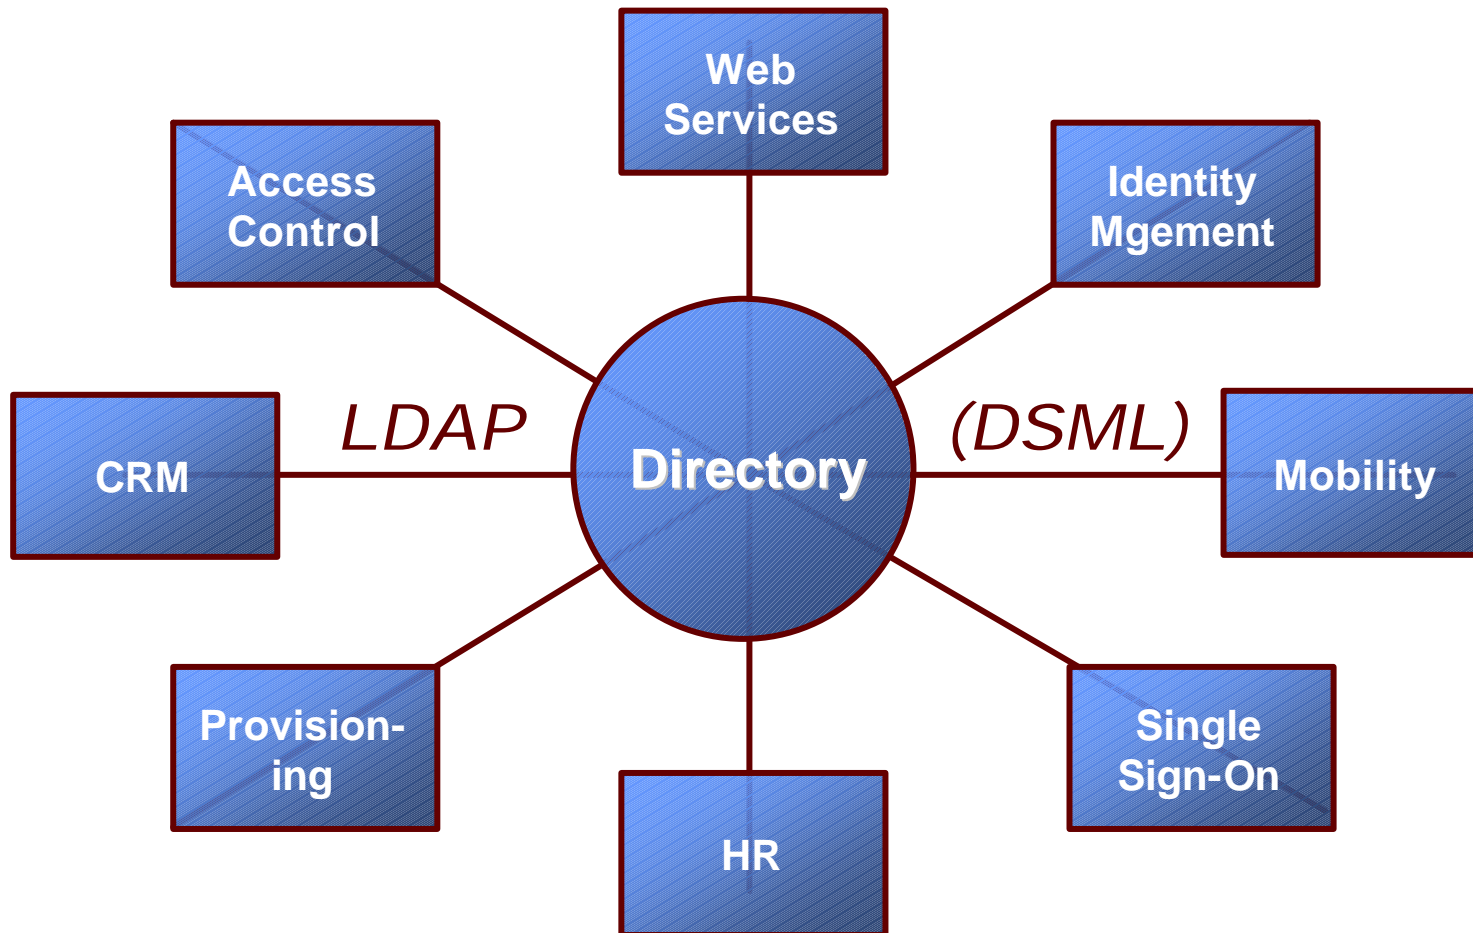 Web
Services
Access
Control
Identity
Mgement
LDAP
(DSML)
CRM
Directory
Mobility
Provision-
ing
Single
Sign-On
HR